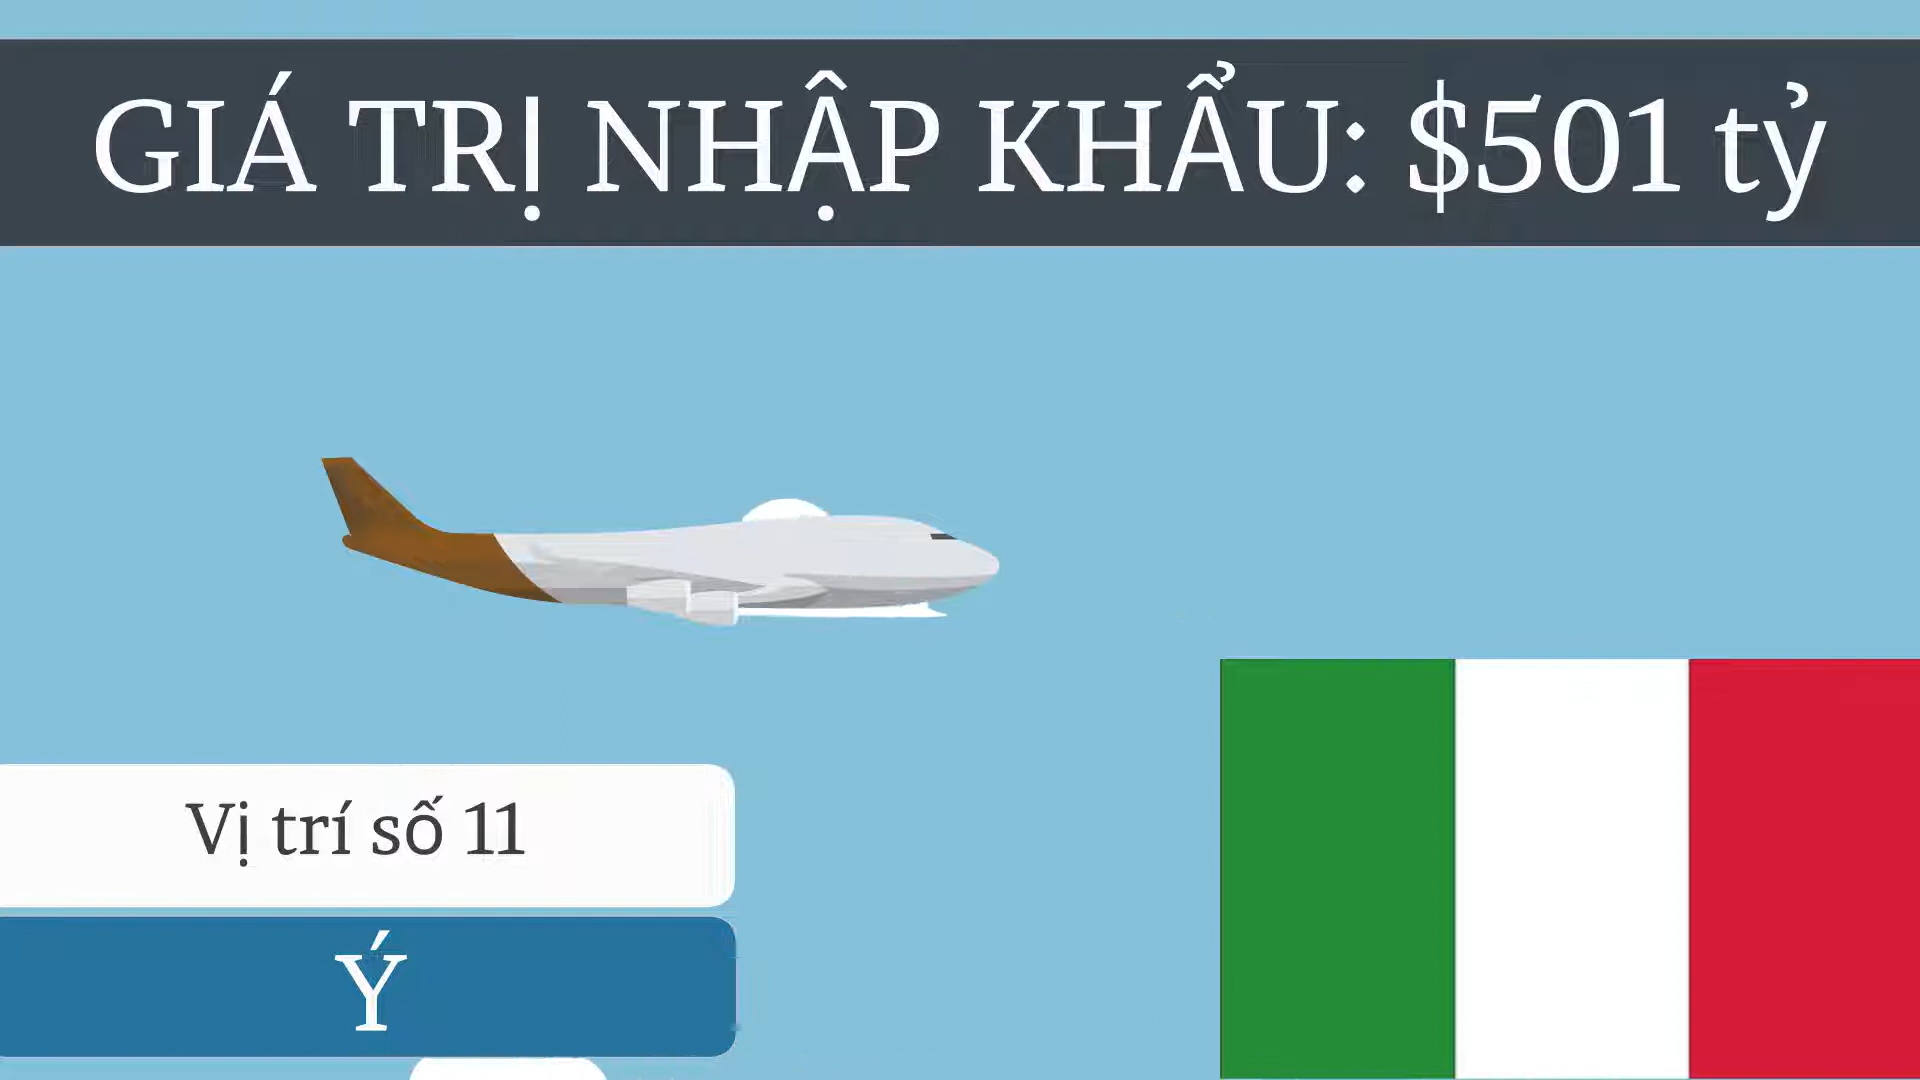 GIÁ TRỊ NHẬP KHẨU: $501 tỷ
Vị trí số 11
Ý